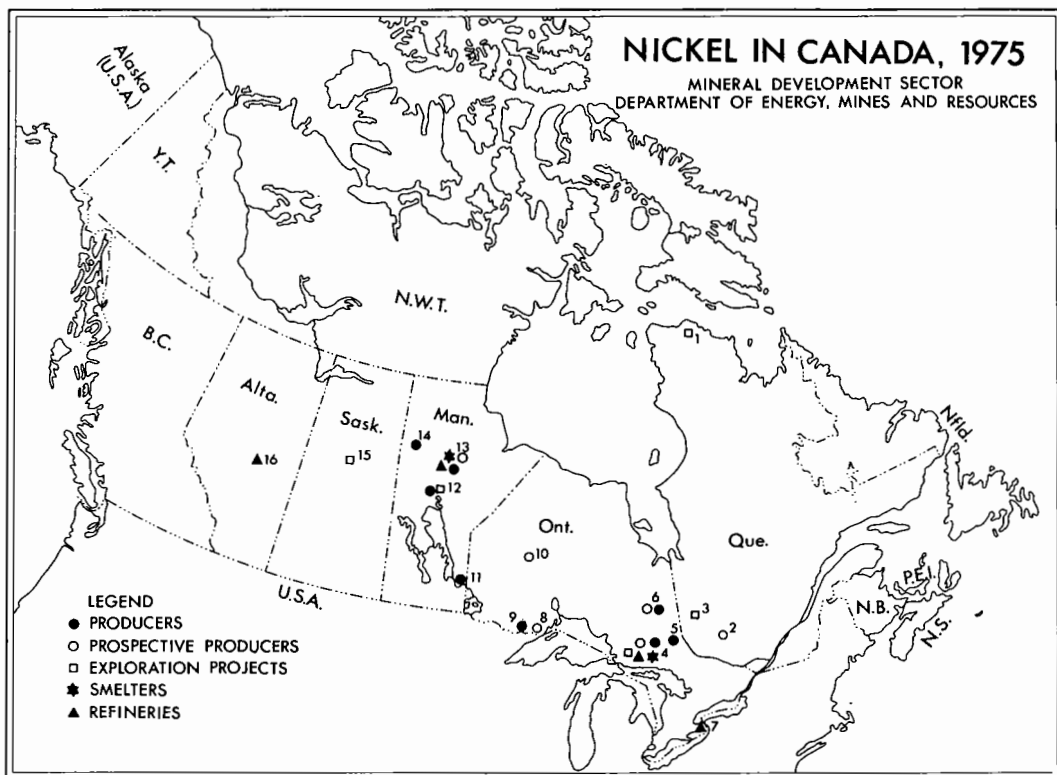 NICKEL IN CANADA, 1975
MINERAL DEVELOPMENT SECTOR
DEPARTMENT OF ENERGY, MINES AND RESOURCES
Alaska
(U.S.A.)
Y.T.
N.W.T.
B.C.
Alta.
Sask.
Man.
Ont.
Que.
Nfld.
P.E.I.
N.B.
N.S.
U.S.A.
1
14
13
16
15
12
10
11
6
3
9
8
5
2
4
7
LEGEND
PRODUCERS
PROSPECTIVE PRODUCERS
EXPLORATION PROJECTS
SMELTERS
REFINERIES